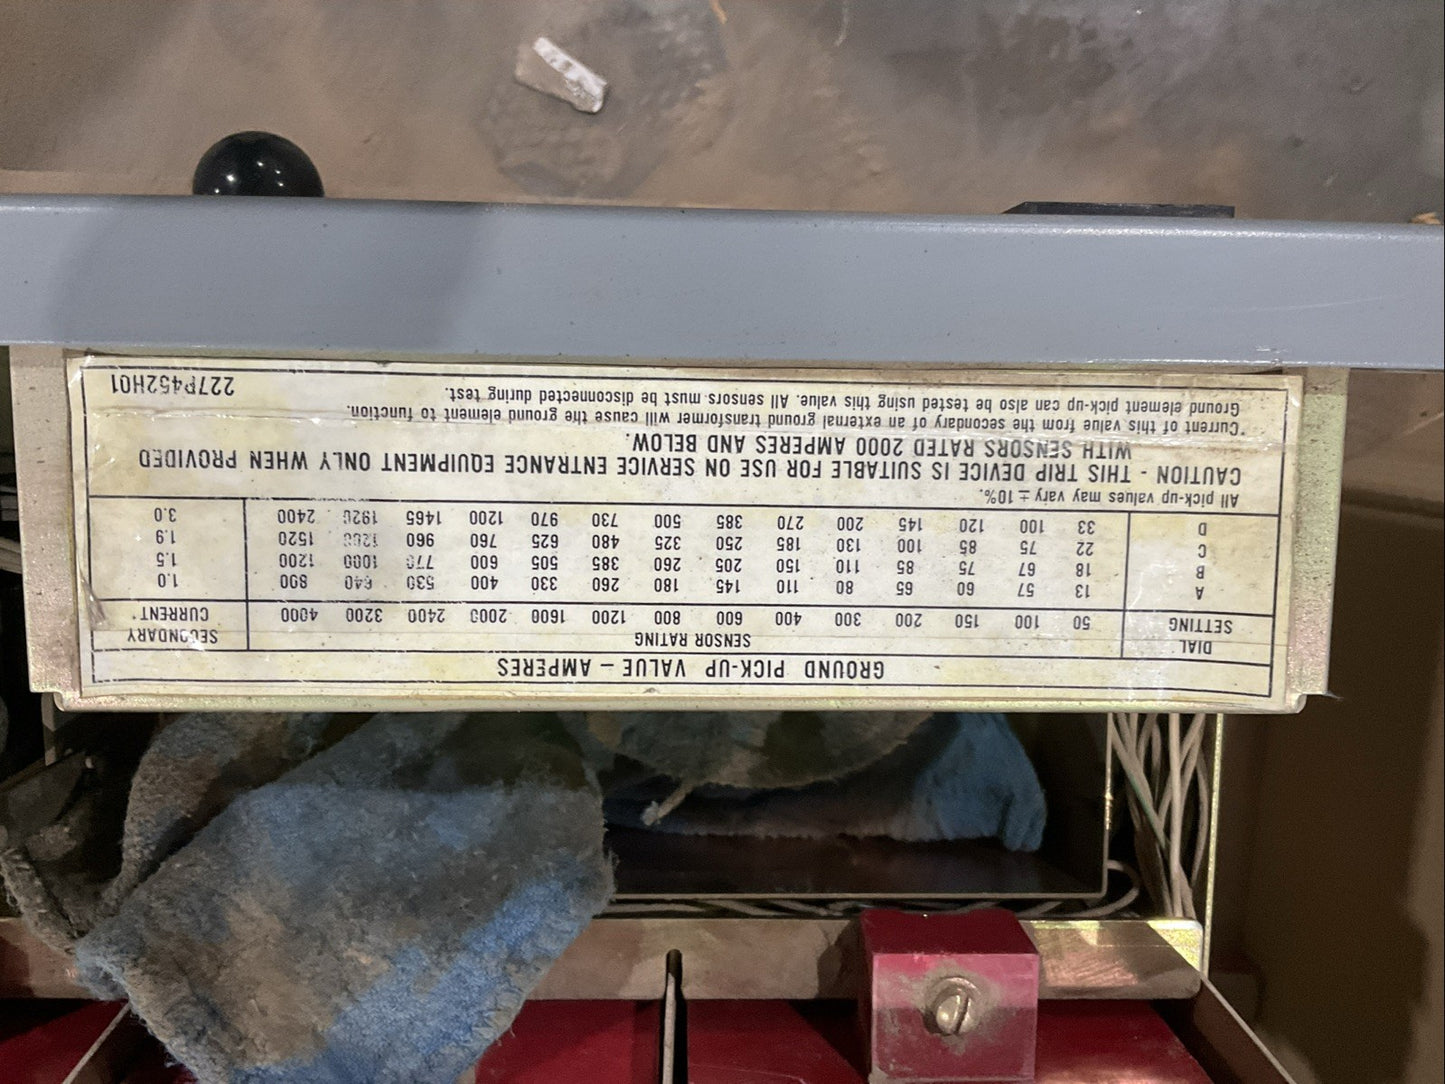 GROUND PICK-UP VALUE — AMPERES
DIAL SETTING SENSOR RATING SECONDARY CURRENT*
50 100 150 200 300 400 600 800 1200 1600 2000 2400 3200 4000
A 13 57 60 65 80 110 145 180 260 330 400 530 640 800 1.0
B 18 67 75 85 110 150 205 260 385 505 600 770 1000 1200 1.5
C 22 75 85 100 130 185 250 325 480 625 760 960 1520 1.9
D 33 100 120 145 200 270 385 500 730 970 1200 1465 1920 2400 3.0
All pick-up values may vary ± 10%.
CAUTION - THIS TRIP DEVICE IS SUITABLE FOR USE ON SERVICE ENTRANCE EQUIPMENT ONLY WHEN PROVIDED
WITH SENSORS RATED 2000 AMPERES AND BELOW.
*Current of this value from the secondary of an external ground transformer will cause the ground element to function.
Ground element pick-up can also be tested using this value. All sensors must be disconnected during test.
227P452H01